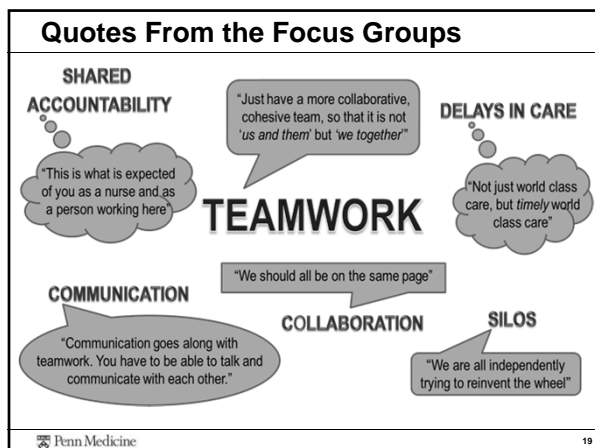 Quotes From the Focus Groups
SHARED
ACCOUNTABILITY
"This is what is expected
of you as a nurse and as
a person working here"
"Just have a more collaborative,
cohesive team, so that it is not
'us and them' but 'we together'"
DELAYS IN CARE
"Not just world class
care, but timely world
class care"
TEAMWORK
"We should all be on the same page"
COMMUNICATION
"Communication goes along with
teamwork. You have to be able to talk and
communicate with each other."
COLLABORATION
SILOS
"We are all independently
trying to reinvent the wheel"
Penn Medicine
19